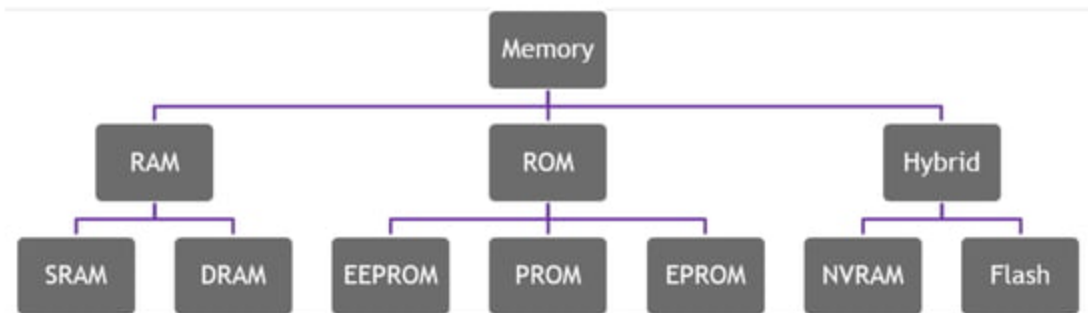 Memory
RAM
ROM
Hybrid
SRAM
DRAM
EEPROM
PROM
EPROM
NVRAM
Flash